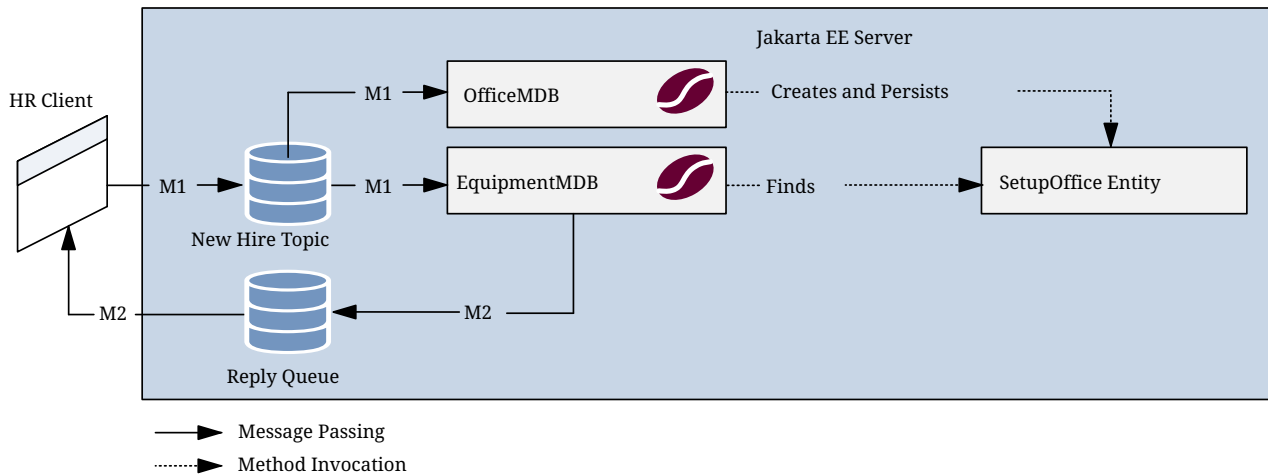 Jakarta EE Server
HR Client
M1
OfficeMDB
Creates and Persists
M1
M1
EquipmentMDB
Finds
SetupOffice Entity
New Hire Topic
M2
M2
Reply Queue
Message Passing
Method Invocation